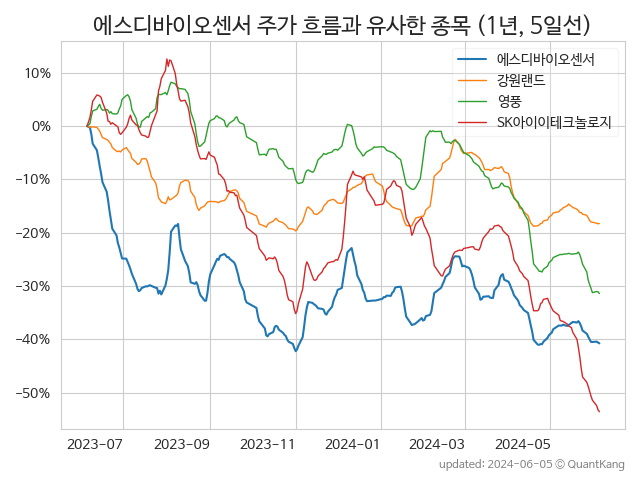 에스디바이오센서 주가 흐름과 유사한 종목 (1년, 5일선)
에스디바이오센서
강원랜드
영풍
SK아이이테크놀로지
10%
0%
−10%
−20%
−30%
−40%
−50%
2023-07 2023-09 2023-11 2024-01 2024-03 2024-05
updated: 2024-06-05 © QuantKang